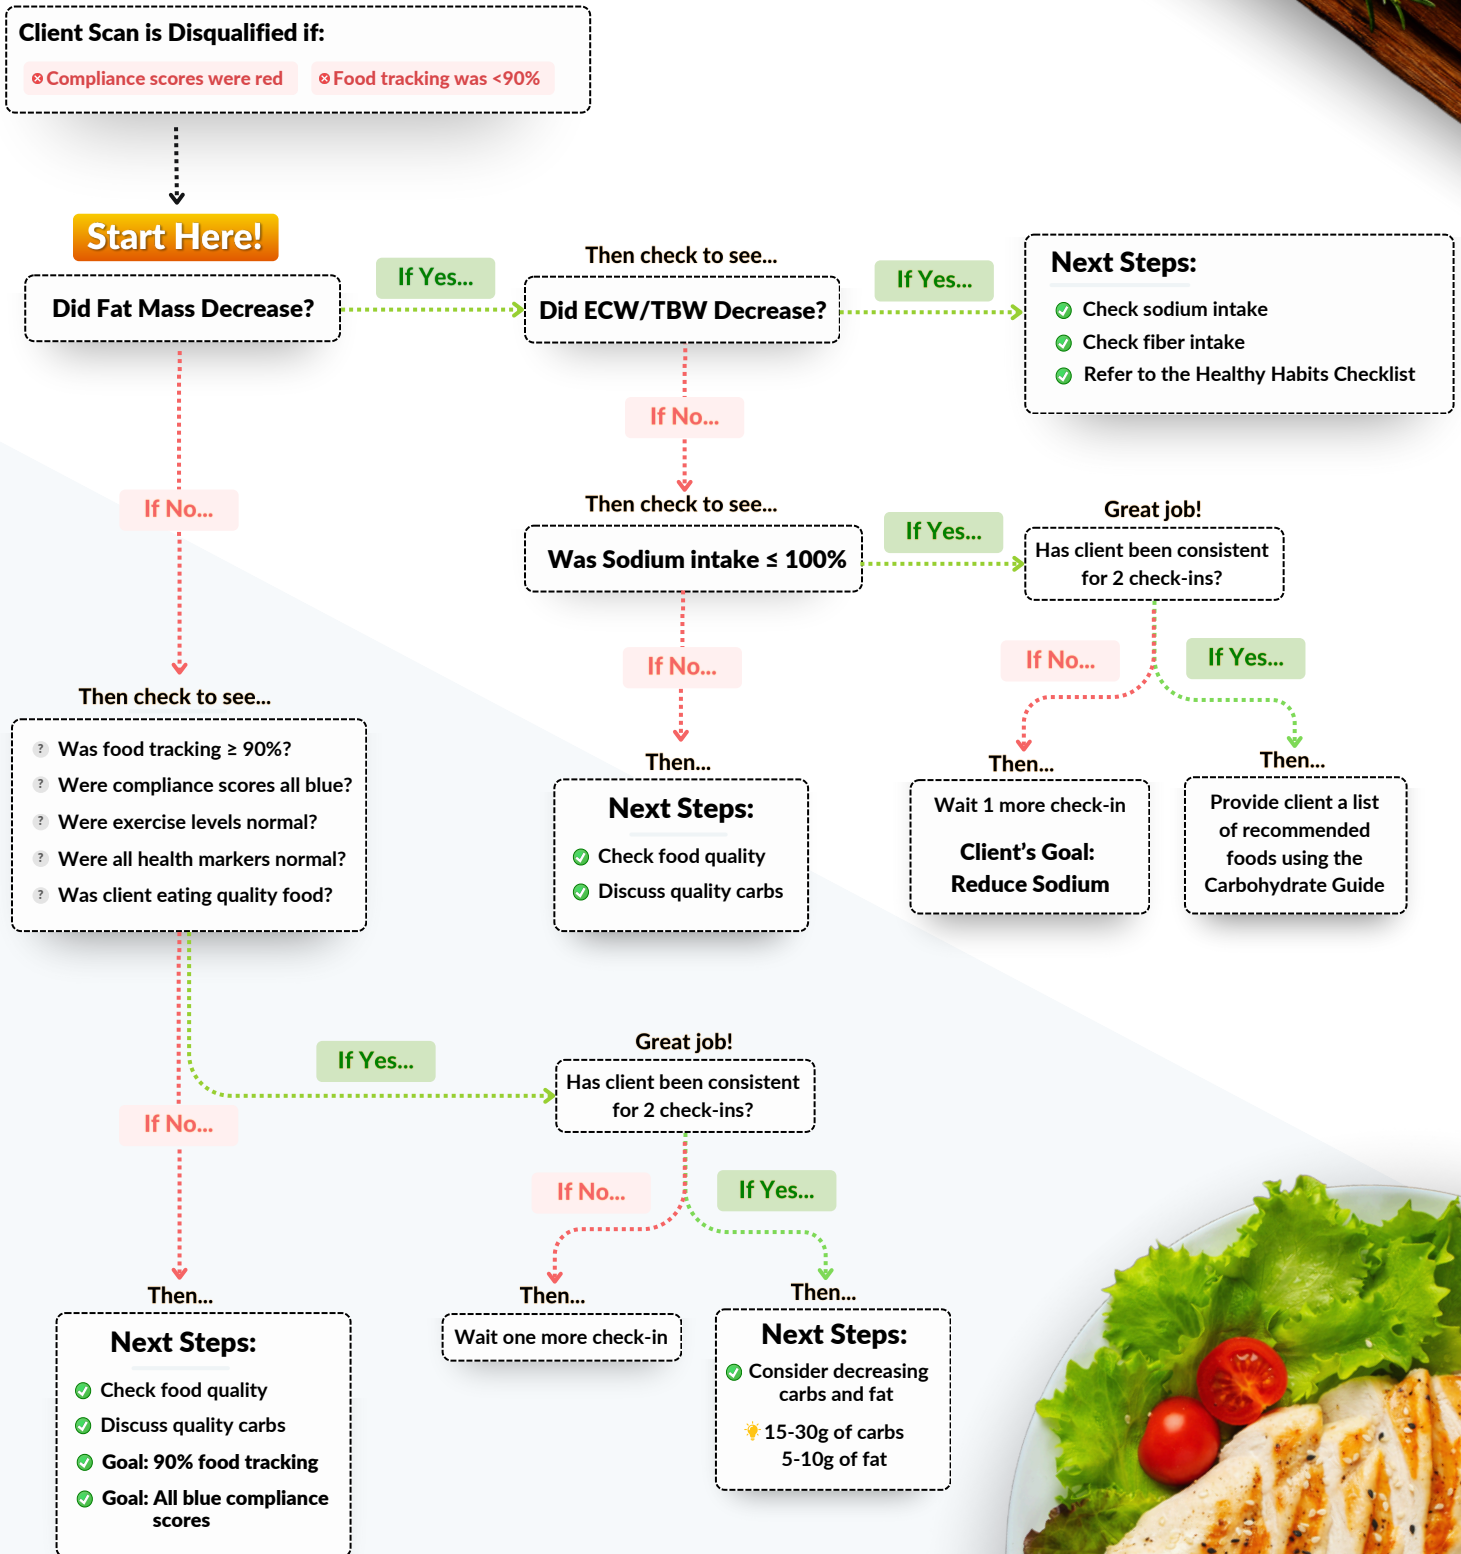 Client Scan is Disqualified if:
Compliance scores were red
Food tracking was <90%
Start Here!
Did Fat Mass Decrease?
If Yes...
Then check to see...
Did ECW/TBW Decrease?
If Yes...
Next Steps:
Check sodium intake
Check fiber intake
Refer to the Healthy Habits Checklist
If No...
Then check to see...
Was Sodium intake ≤ 100%
If Yes...
Great job!
Has client been consistent
for 2 check-ins?
If No...
Then...
Wait 1 more check-in
Client's Goal:
Reduce Sodium
If Yes...
Then...
Provide client a list
of recommended
foods using the
Carbohydrate Guide
If No...
Then...
Next Steps:
Check food quality
Discuss quality carbs
If No...
Then check to see...
? Was food tracking ≥ 90%?
? Were compliance scores all blue?
? Were exercise levels normal?
? Were all health markers normal?
? Was client eating quality food?
If Yes...
Great job!
Has client been consistent
for 2 check-ins?
If No...
Then...
Wait one more check-in
If Yes...
Then...
Next Steps:
Consider decreasing
carbs and fat
15-30g of carbs
5-10g of fat
If No...
Then...
Next Steps:
Check food quality
Discuss quality carbs
Goal: 90% food tracking
Goal: All blue compliance
scores